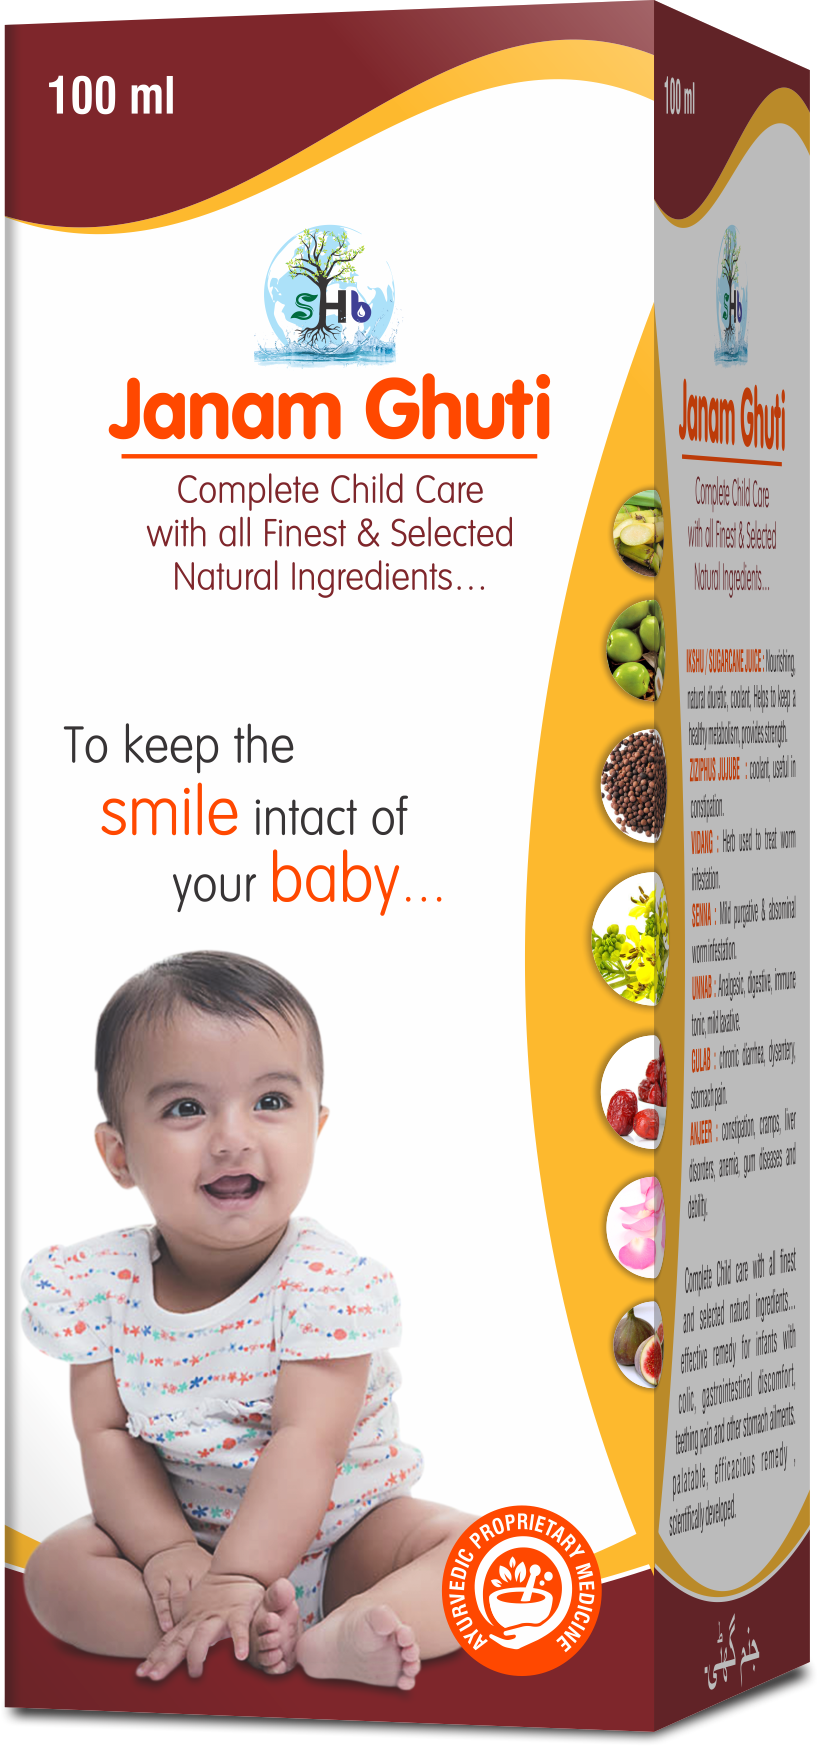 100 ml
sHb
Janam Ghuti
Complete Child Care
with all Finest & Selected
Natural Ingredients...
To keep the
smile intact of
your baby...
AYURVEDIC PROPRIETARY MEDICINE
100 ml
sHb
Janam Ghuti
Complete Child Care
with all Finest & Selected
Natural Ingredients...
IKSHU / SUGARCANE JUICE : Nourishing,
natural diuretic, coolant, Helps to keep a
healthy metabolism, provides strength.
ZIZIPHUS JUJUBE : coolant, useful in
constipation.
VIDANG : Herb used to treat worm
infestation.
SENNA : Mild purgative & absominal
worm infestation.
UNNAB : Analgesic, digestive, immune
tonic, mild laxative.
GULAB : chronic diarrhea, dysentery,
stomach pain.
ANJEER : constipation, cramps, liver
disorders, anemia, gum diseases and
debility.
Complete Child care with all finest
and selected natural ingredients...
effective remedy for infants with
colic, gastrointestinal discomfort,
teething pain and other stomach ailments.
palatable, efficacious remedy ,
scientifically developed.
جنم گھٹی